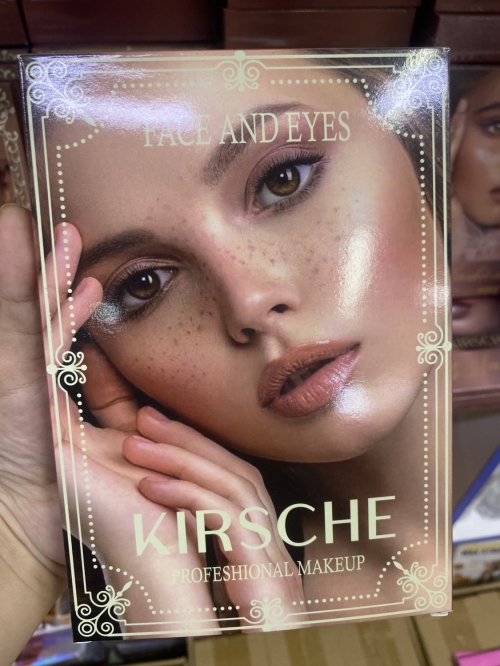 FACE AND EYES
KIRSCHE
PROFESHIONAL MAKEUP